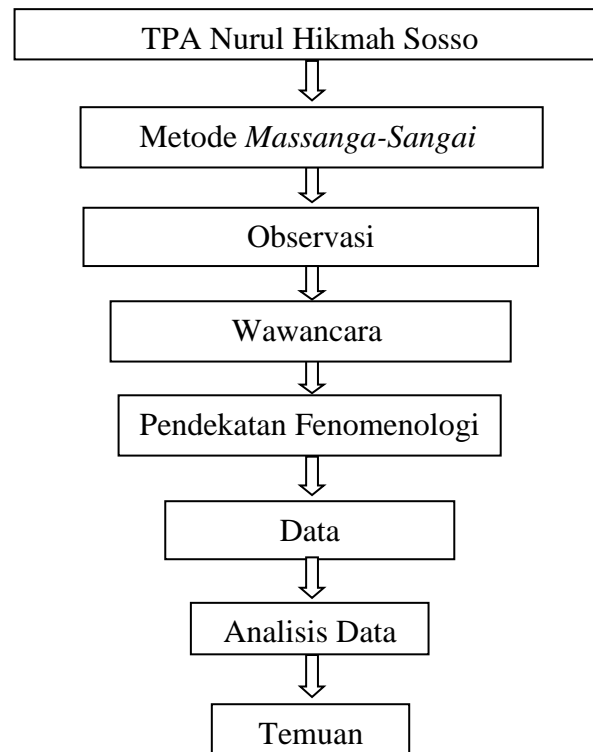 TPA Nurul Hikmah Sosso
Metode Massanga-Sangai
Observasi
Wawancara
Pendekatan Fenomenologi
Data
Analisis Data
Temuan